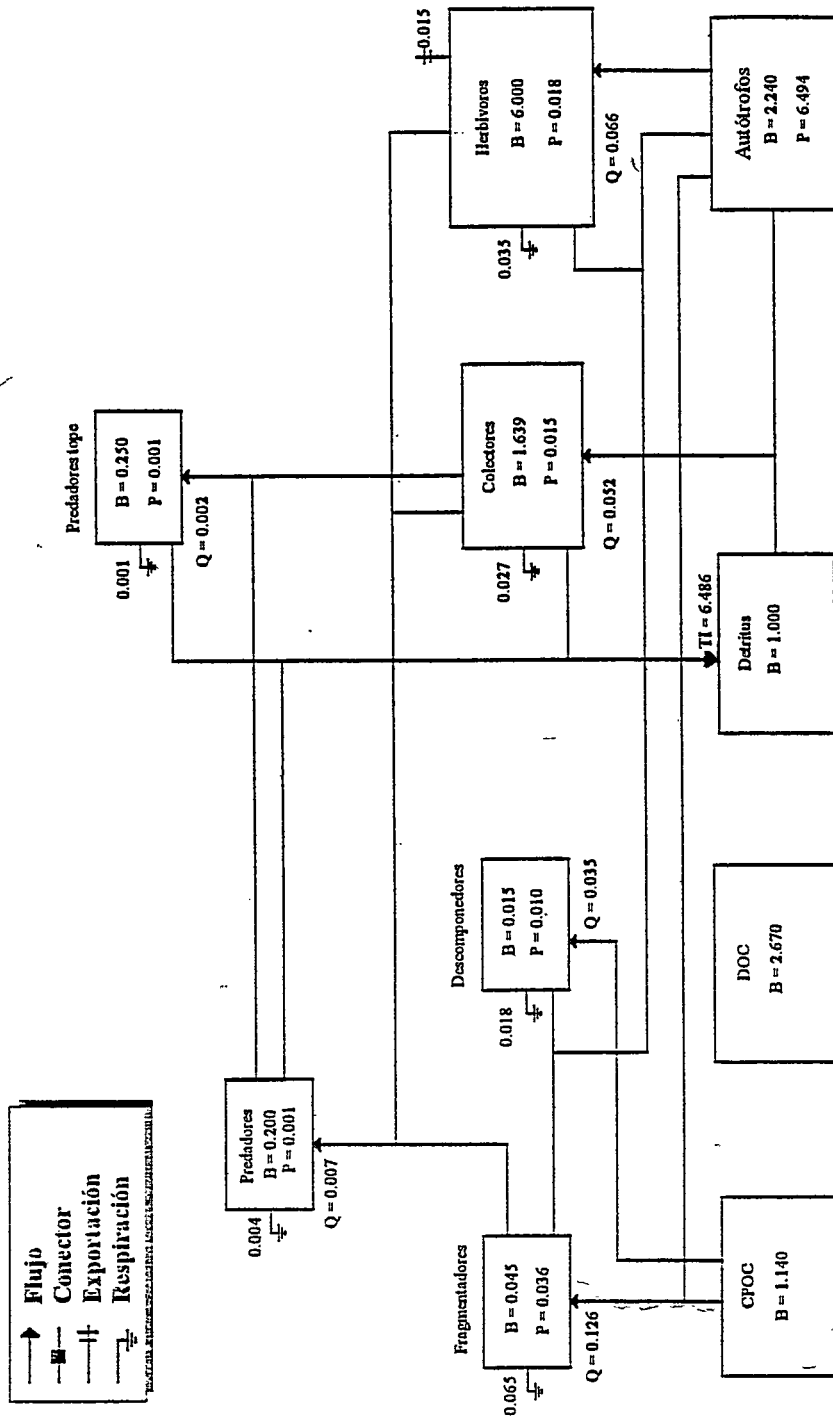 Flujo
Conector
Exportación
Respiración
Predadores tope
B = 0.250
P = 0.001
0.001
Q = 0.002
Predadores
B = 0.200
P = 0.001
0.004
Q = 0.007
Fragmentadores
B = 0.045
P = 0.036
0.065
Q = 0.126
Descomponedores
B = 0.015
P = 0.010
0.018
Q = 0.035
Colectores
B = 1.639
P = 0.015
0.027
Q = 0.052
Herbívoros
B = 6.000
P = 0.018
0.015
0.035
Q = 0.066
CPOC
B = 1.140
DOC
B = 2.670
TI = 6.486
Detritus
B = 1.000
Autótrofos
B = 2.240
P = 6.494